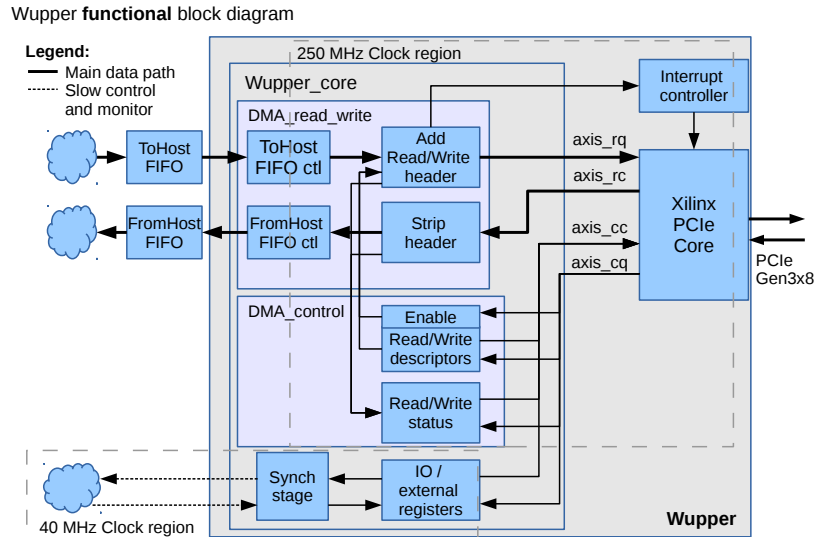 Wupper functional block diagram
Legend:
Main data path
Slow control
and monitor
250 MHz Clock region
Wupper_core
DMA_read_write
ToHost
FIFO
ToHost
FIFO ctl
Add
Read/Write
header
Interrupt
controller
axis_rq
axis_rc
FromHost
FIFO
FromHost
FIFO ctl
Strip
header
axis_cc
axis_cq
Xilinx
PCIe
Core
PCIe
Gen3x8
DMA_control
Enable
Read/Write
descriptors
Read/Write
status
Synch
stage
IO /
external
registers
40 MHz Clock region
Wupper